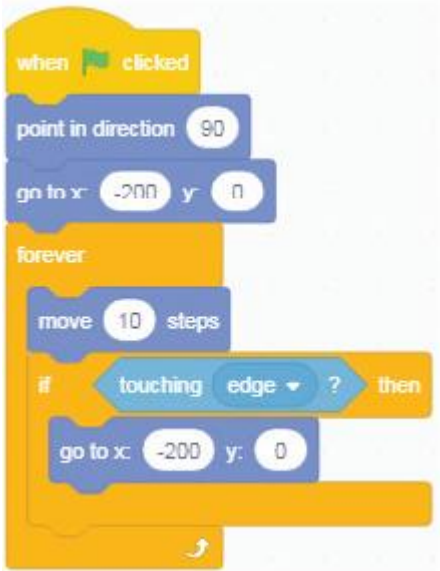 when clicked
point in direction 90
go to x: -200 y: 0
forever
move 10 steps
if touching edge ? then
go to x: -200 y: 0